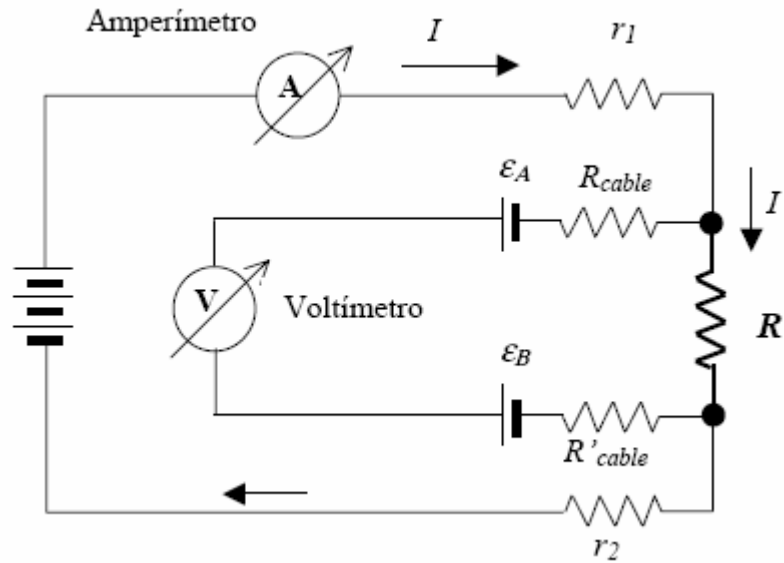 Amperímetro
I
r1
A
εA
Rcable
I
V
Voltímetro
R
εB
R’cable
r2